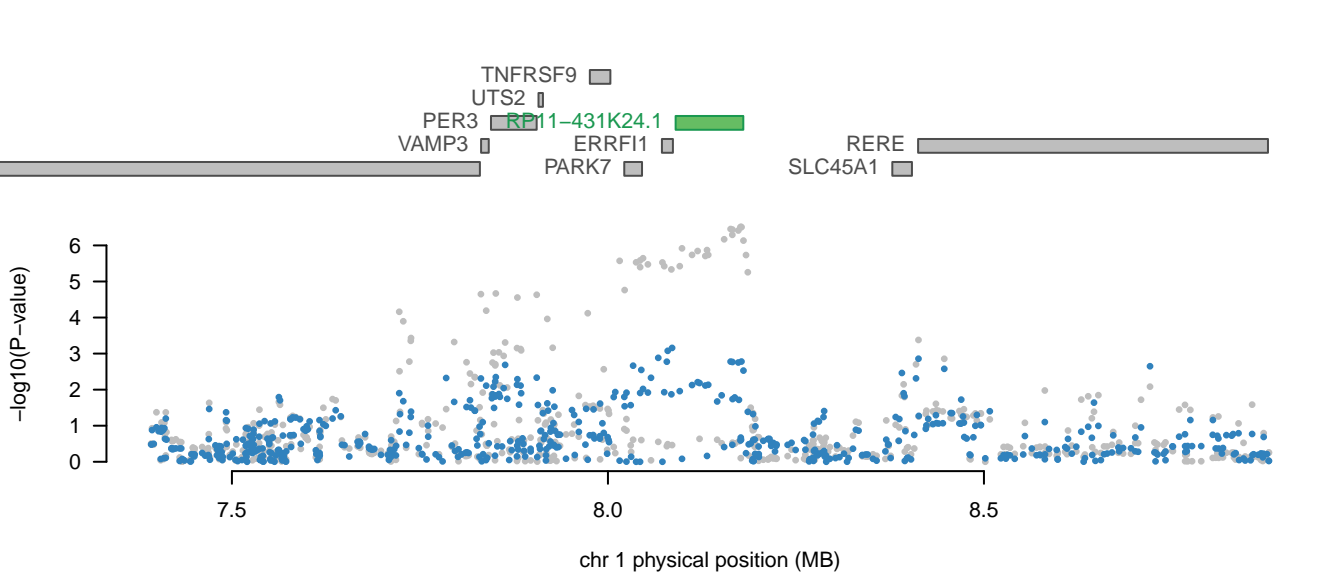 TNFRSF9
UTS2
PER3 RP11−431K24.1
VAMP3 ERRFI1 RERE
PARK7 SLC45A1
6
5
4
3
2
1
0
−log10(P−value)
7.5 8.0 8.5
chr 1 physical position (MB)